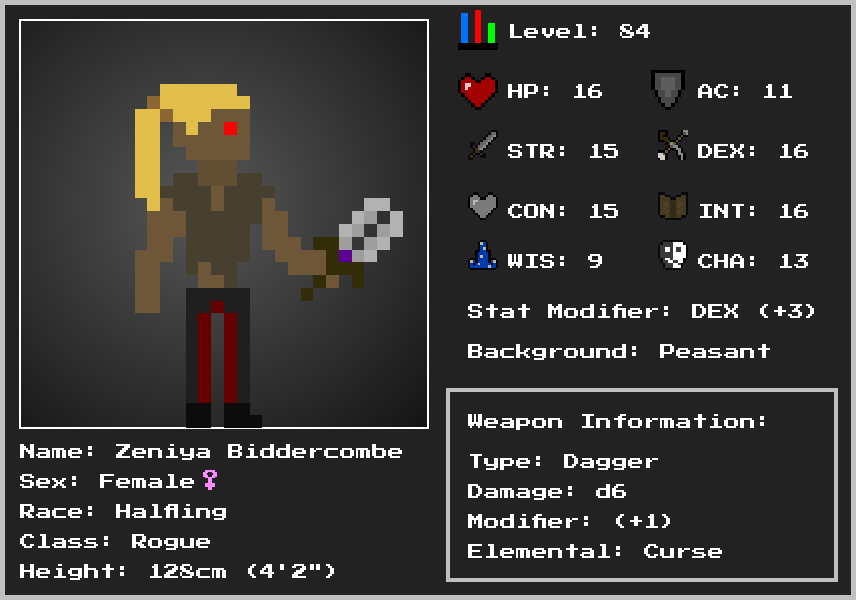 Level: 84
HP: 16
AC: 11
STR: 15
DEX: 16
CON: 15
INT: 16
WIS: 9
CHA: 13
Stat Modifier: DEX (+3)
Background: Peasant
Weapon Information:
Type: Dagger
Damage: d6
Modifier: (+1)
Elemental: Curse
Name: Zeniya Biddercombe
Sex: Female♀
Race: Halfling
Class: Rogue
Height: 128cm (4'2")